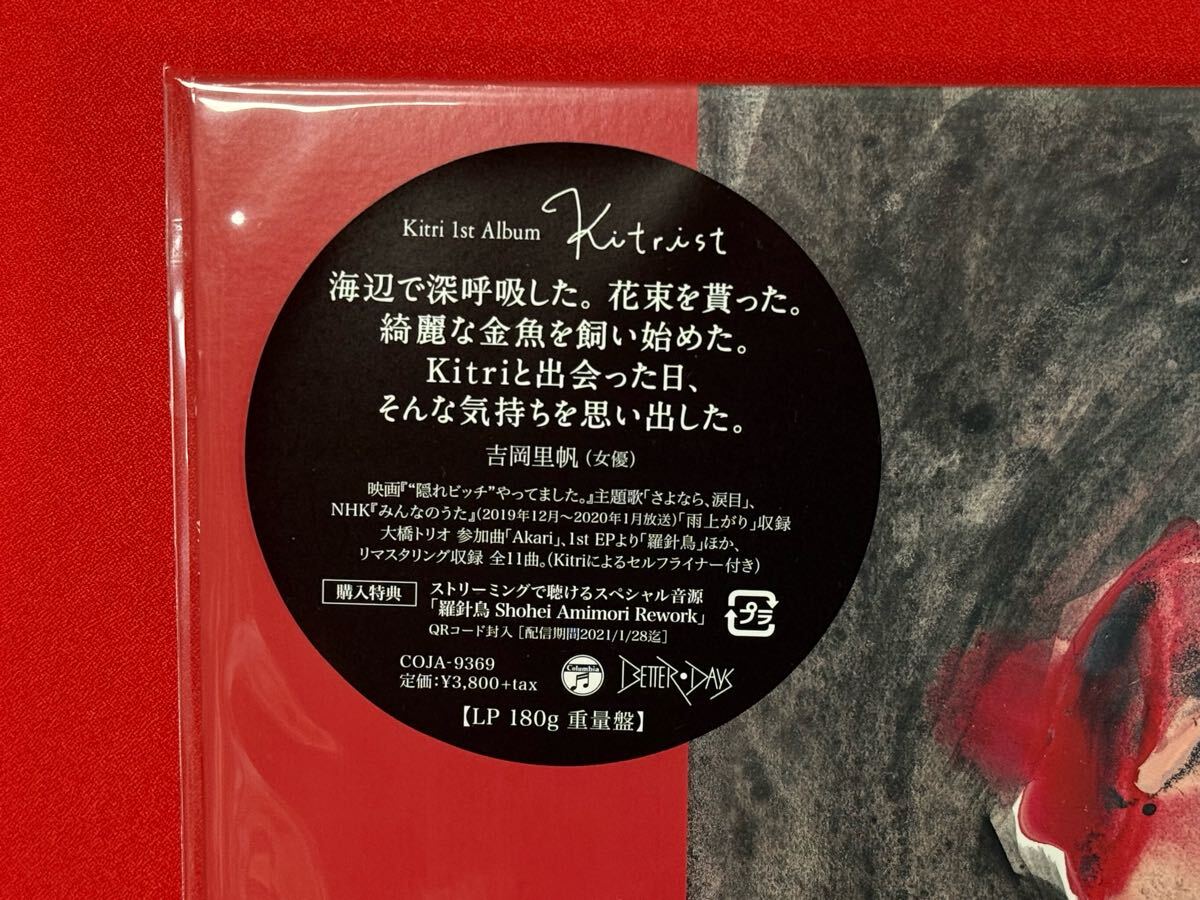 Kitri 1st Album Kitrist
海辺で深呼吸した。花束を貰った。
綺麗な金魚を飼い始めた。
Kitriと出会った日、
そんな気持ちを思い出した。
吉岡里帆（女優）
映画『“隠れビッチ”やってました。』主題歌「さよなら、涙目」、
NHK『みんなのうた』（2019年12月〜2020年1月放送）「雨上がり」収録
大橋トリオ 参加曲「Akari」、1st EPより「羅針鳥」ほか、
リマスタリング収録 全11曲。（Kitriによるセルフライナー付き）
購入特典 ストリーミングで聴けるスペシャル音源
「羅針鳥 Shohei Amimori Rework」
QRコード封入［配信期間2021/1/28迄］
プラ
COJA-9369
定価：¥3,800+tax
Columbia
BETTER・DAYS
【LP 180g 重量盤】